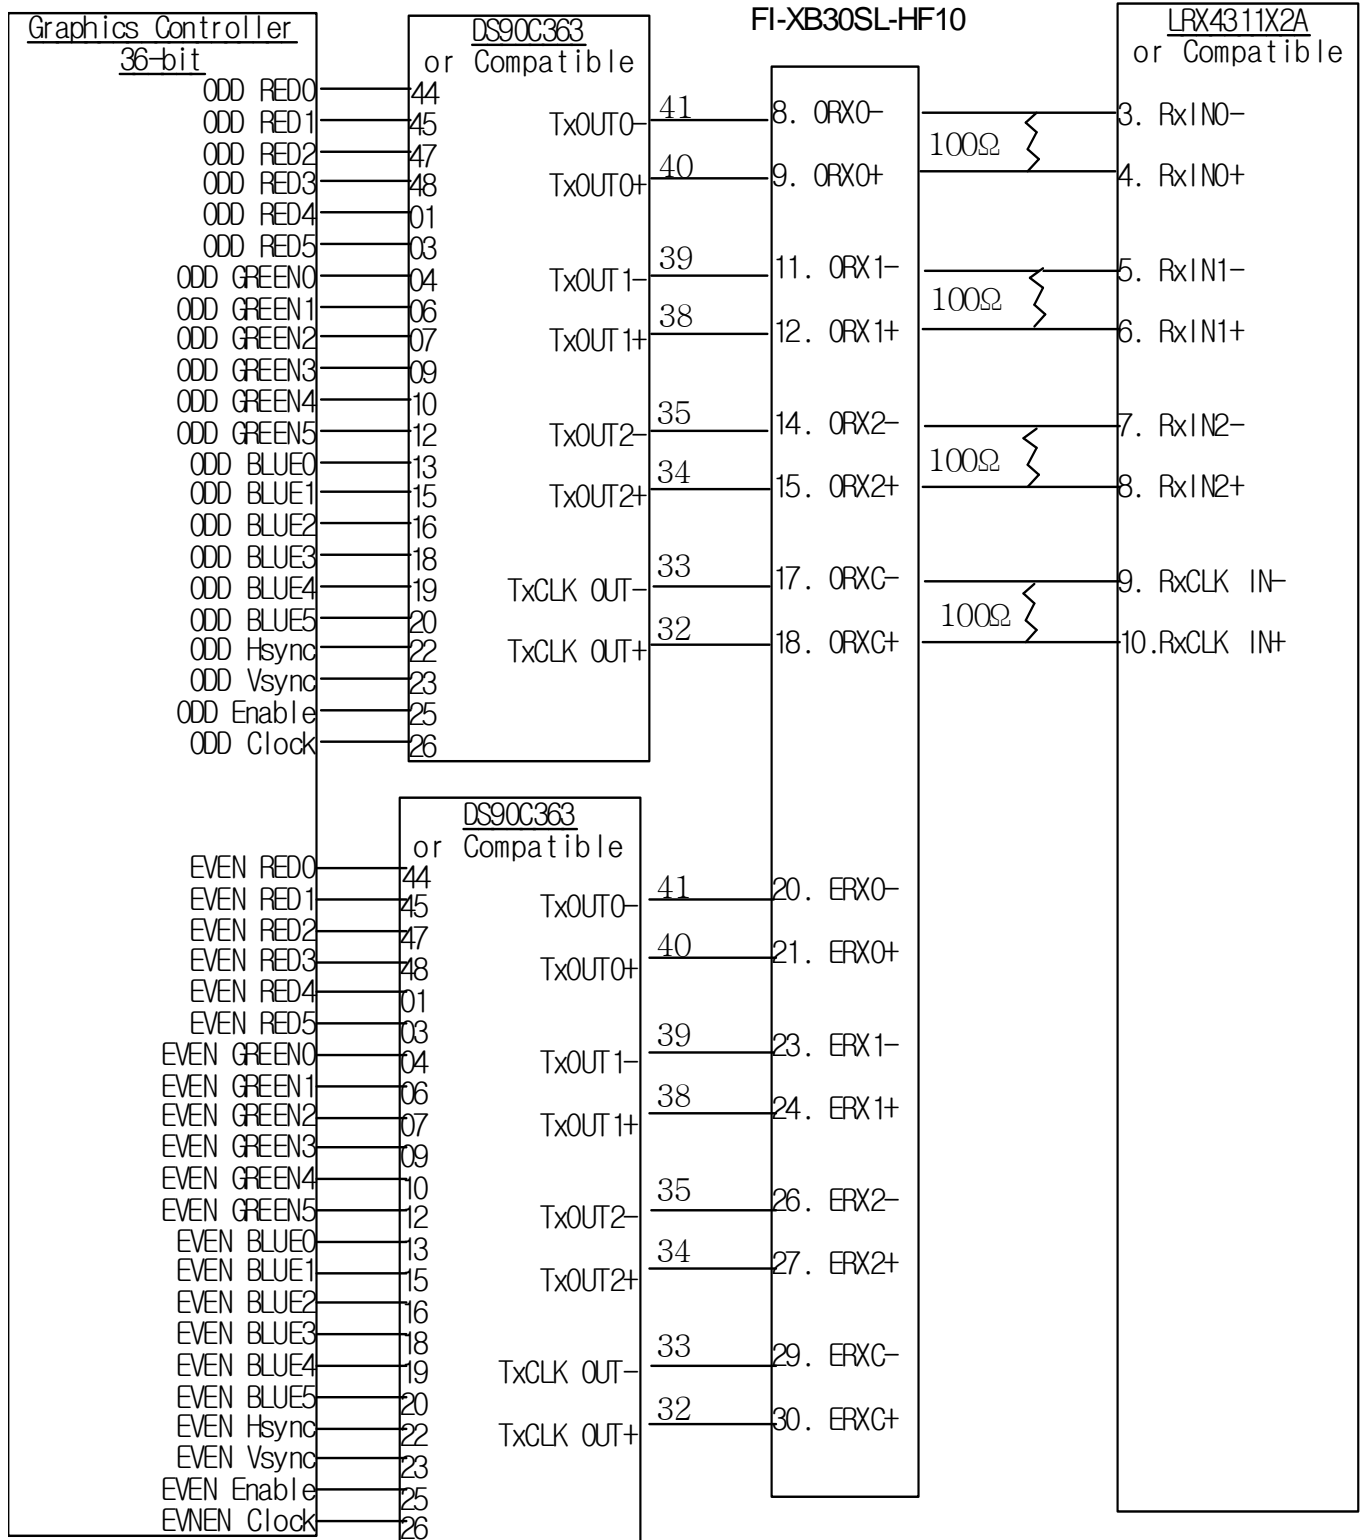 Graphics Controller
36-bit
ODD RED0
ODD RED1
ODD RED2
ODD RED3
ODD RED4
ODD RED5
ODD GREEN0
ODD GREEN1
ODD GREEN2
ODD GREEN3
ODD GREEN4
ODD GREEN5
ODD BLUE0
ODD BLUE1
ODD BLUE2
ODD BLUE3
ODD BLUE4
ODD BLUE5
ODD Hsync
ODD Vsync
ODD Enable
ODD Clock
EVEN RED0
EVEN RED1
EVEN RED2
EVEN RED3
EVEN RED4
EVEN RED5
EVEN GREEN0
EVEN GREEN1
EVEN GREEN2
EVEN GREEN3
EVEN GREEN4
EVEN GREEN5
EVEN BLUE0
EVEN BLUE1
EVEN BLUE2
EVEN BLUE3
EVEN BLUE4
EVEN BLUE5
EVEN Hsync
EVEN Vsync
EVEN Enable
EVNEN Clock
DS90C363
or Compatible
44
45
47
48
01
03
04
06
07
09
10
12
13
15
16
18
19
20
22
23
25
26
TxOUT0-
TxOUT0+
TxOUT1-
TxOUT1+
TxOUT2-
TxOUT2+
TxCLK OUT-
TxCLK OUT+
41
40
39
38
35
34
33
32
DS90C363
or Compatible
44
45
47
48
01
03
04
06
07
09
10
12
13
15
16
18
19
20
22
23
25
26
TxOUT0-
TxOUT0+
TxOUT1-
TxOUT1+
TxOUT2-
TxOUT2+
TxCLK OUT-
TxCLK OUT+
41
40
39
38
35
34
33
32
FI-XB30SL-HF10
8. ORX0-
9. ORX0+
11. ORX1-
12. ORX1+
14. ORX2-
15. ORX2+
17. ORXC-
18. ORXC+
20. ERX0-
21. ERX0+
23. ERX1-
24. ERX1+
26. ERX2-
27. ERX2+
29. ERXC-
30. ERXC+
100Ω
100Ω
100Ω
100Ω
LRX4311X2A
or Compatible
3. RxIN0-
4. RxIN0+
5. RxIN1-
6. RxIN1+
7. RxIN2-
8. RxIN2+
9. RxCLK IN-
10.RxCLK IN+